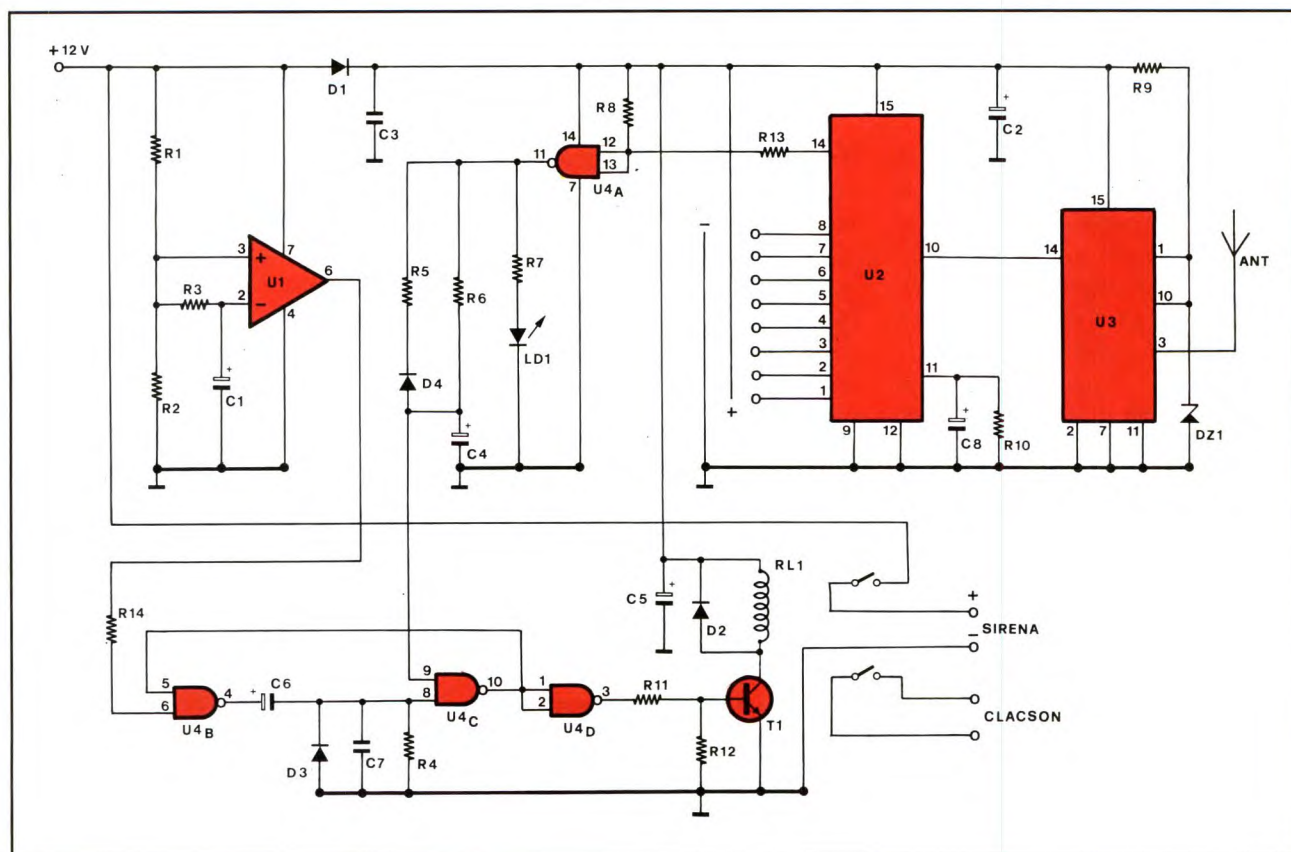 +12V
D1
C3
R8
14
12
13
11
7
U4A
R13
14
15
C2
R9
R1
3
2
+
−
U1
7
6
4
R3
R2
C1
R5
R6
R7
LD1
D4
C4
−
+
8
7
6
5
4
3
2
1
U2
10
11
9
12
C8
R10
15
14
U3
1
10
3
2
7
11
ANT
DZ1
R14
5
6
4
U4B
+
C6
D3
C7
R4
9
8
10
U4C
1
2
3
U4D
R11
R12
C5
+
D2
RL1
T1
+
−
SIRENA
CLACSON